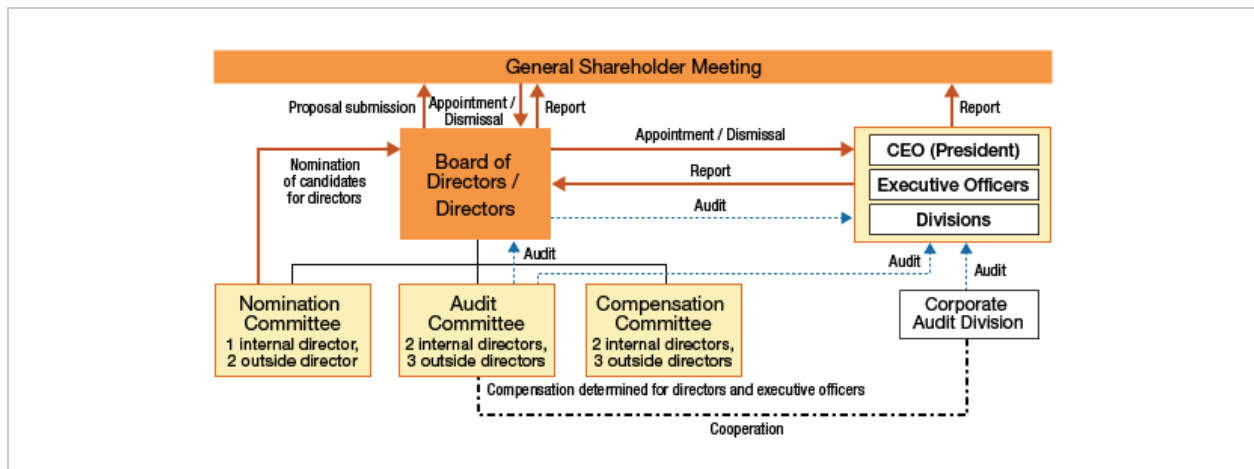 General Shareholder Meeting
Proposal submission
Appointment /
Dismissal
Report
Report
Nomination
of candidates
for directors
Board of
Directors /
Directors
Appointment / Dismissal
Report
Audit
CEO (President)
Executive Officers
Divisions
Audit
Audit
Audit
Nomination
Committee
1 internal director,
2 outside director
Audit
Committee
2 internal directors,
3 outside directors
Compensation
Committee
2 internal directors,
3 outside directors
Corporate
Audit Division
Compensation determined for directors and executive officers
Cooperation